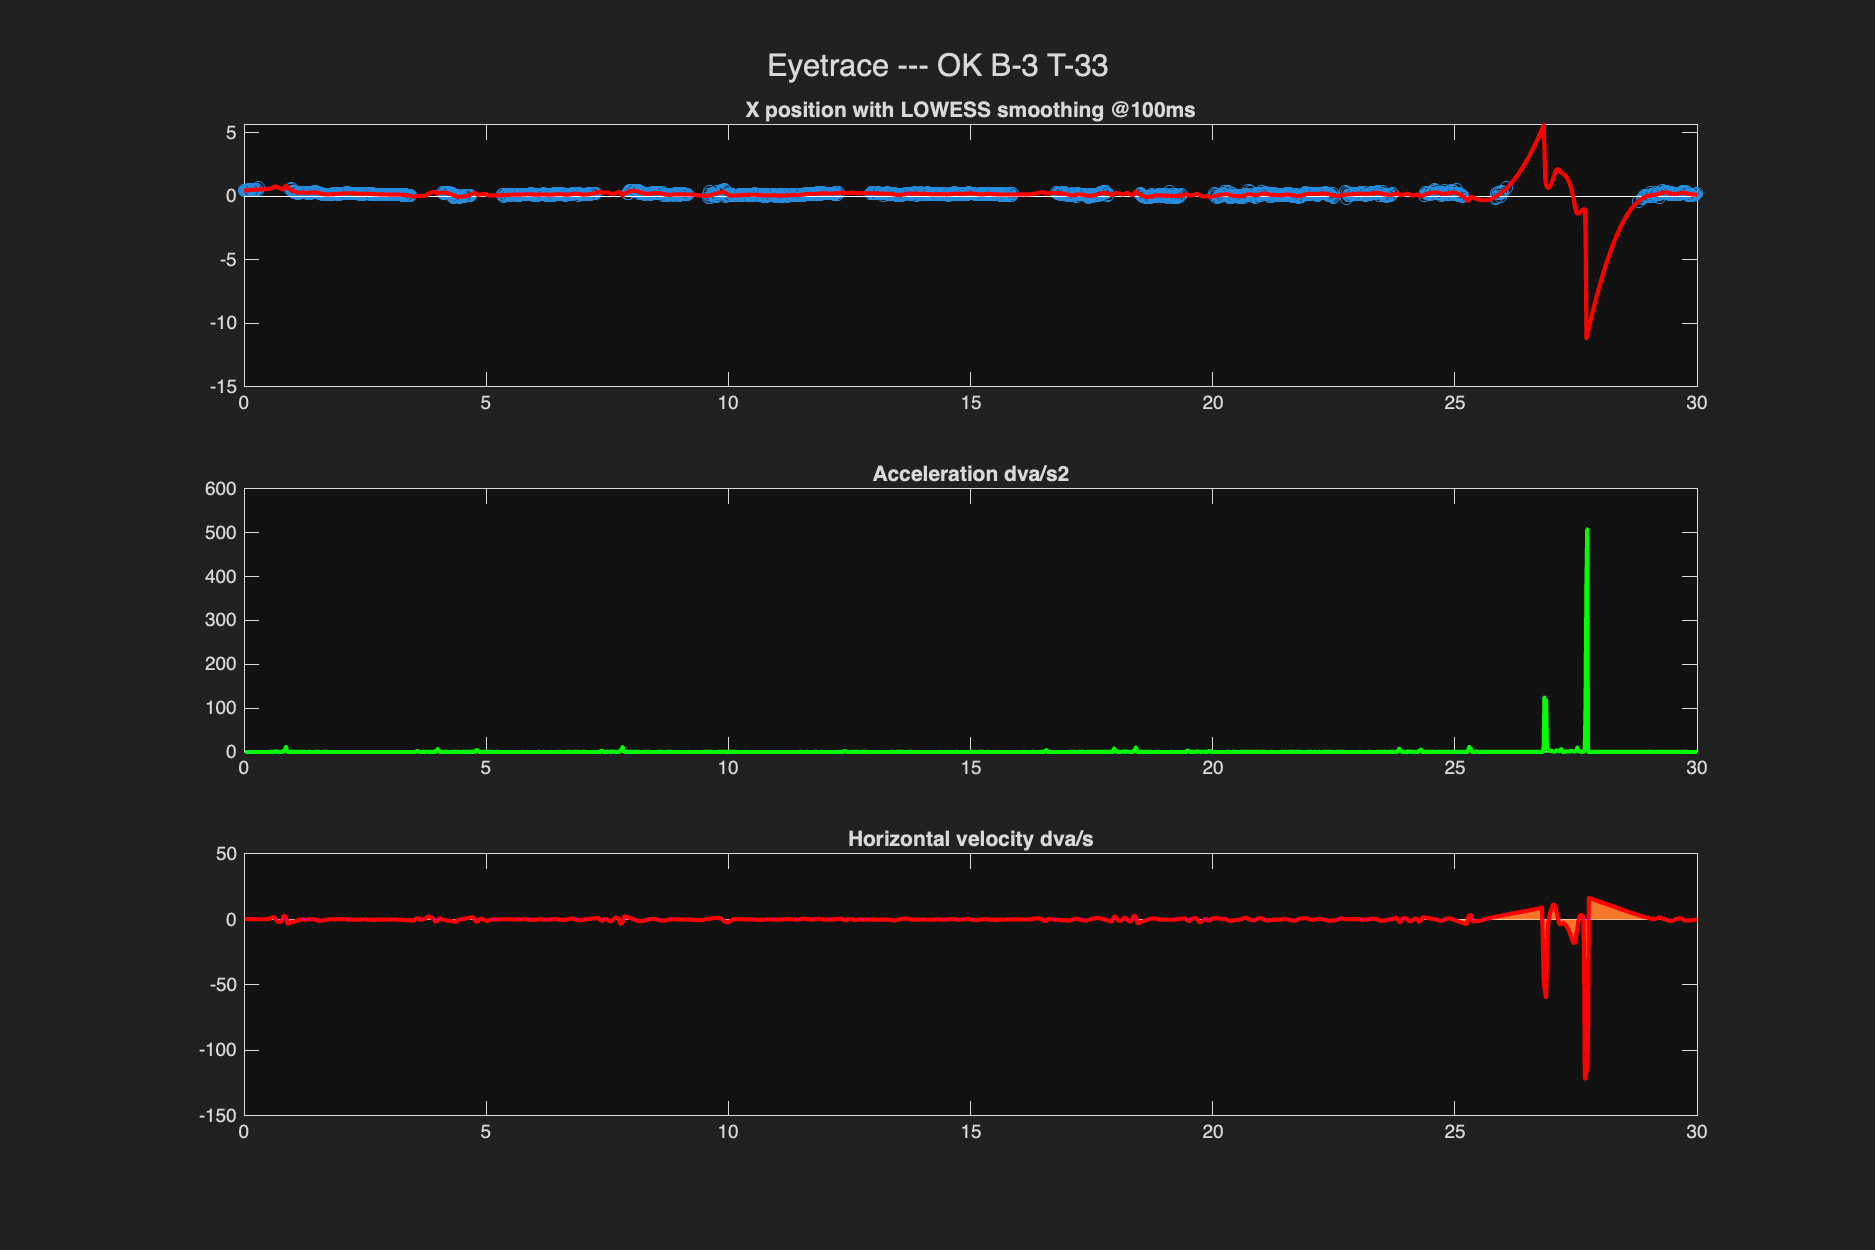 Eyetrace --- OK B-3 T-33
X position with LOWESS smoothing @100ms
5
0
-5
-10
-15
0 5 10 15 20 25 30
Acceleration dva/s2
600
500
400
300
200
100
0
0 5 10 15 20 25 30
Horizontal velocity dva/s
50
0
-50
-100
-150
0 5 10 15 20 25 30